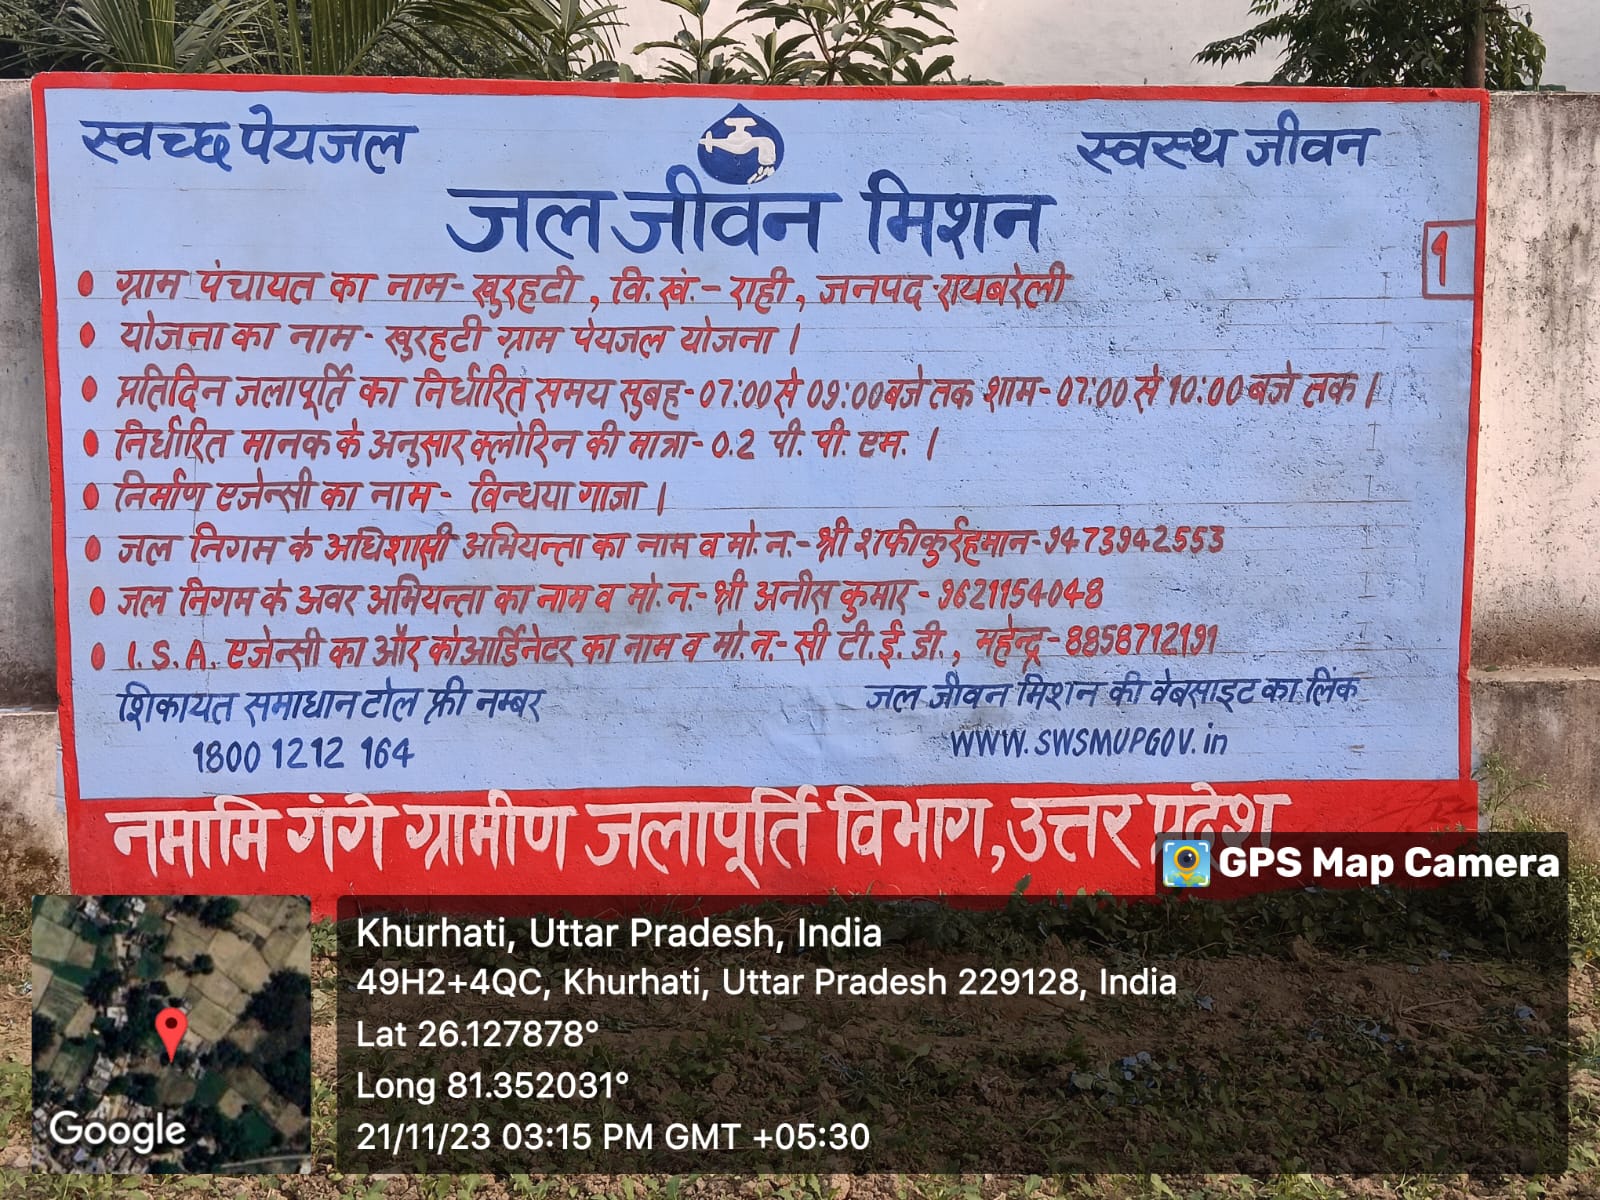 स्वच्छ पेयजल
स्वस्थ जीवन
जल जीवन मिशन
१
• ग्राम पंचायत का नाम- खुरहटी, वि.खं.- राही, जनपद-रायबरेली
• योजना का नाम- खुरहटी ग्राम पेयजल योजना ।
• प्रतिदिन जलापूर्ति का निर्धारित समय सुबह-07:00 से 09:00 बजे तक शाम-07:00 से 10:00 बजे तक ।
• निर्धारित मानक के अनुसार क्लोरिन की मात्रा- 0.2 पी. पी. एम. ।
• निर्माण एजेन्सी का नाम- विन्धया गाजा ।
• जल निगम के अधिशासी अभियन्ता का नाम व मो. न.- श्री शफीकुर्रहमान-9473942553
• जल निगम के अवर अभियन्ता का नाम व मो. न.- श्री अनीस कुमार - 9621154048
• I. S. A. एजेन्सी का और कोआर्डिनेटर का नाम व मो. न.- सी टी. ई. डी., महेन्द्र-8858712191
शिकायत समाधान टोल फ्री नम्बर
1800 1212 164
जल जीवन मिशन की वेबसाइट का लिंक
WWW.SWSMUPGOV.in
नमामि गंगे ग्रामीण जलापूर्ति विभाग, उत्तर प्रदेश
GPS Map Camera
Khurhati, Uttar Pradesh, India
49H2+4QC, Khurhati, Uttar Pradesh 229128, India
Lat 26.127878°
Long 81.352031°
21/11/23 03:15 PM GMT +05:30
Google